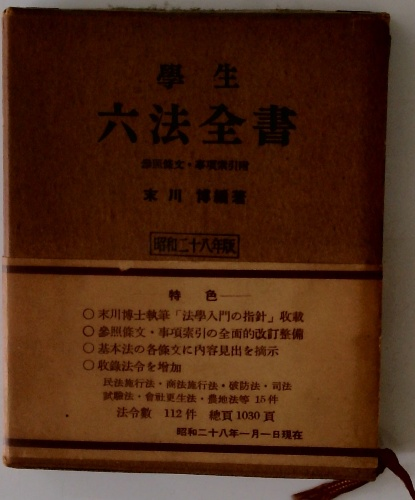 學生
六法全書
參照條文・事項索引附
末川 博編著
昭和二十八年版
特色──
○末川博士執筆「法學入門の指針」收載
○參照條文・事項索引の全面的改訂整備
○基本法の各條文に內容見出を摘示
○收錄法令を增加
民法施行法・商法施行法・破防法・司法
試驗法・會社更生法・農地法等 15件
法令數 112件 總頁 1030頁
昭和二十八年一月一日現在